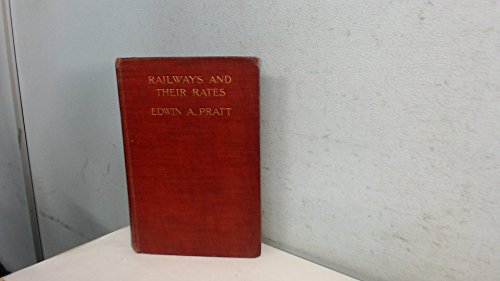 RAILWAYS AND
THEIR RATES
EDWIN A. PRATT